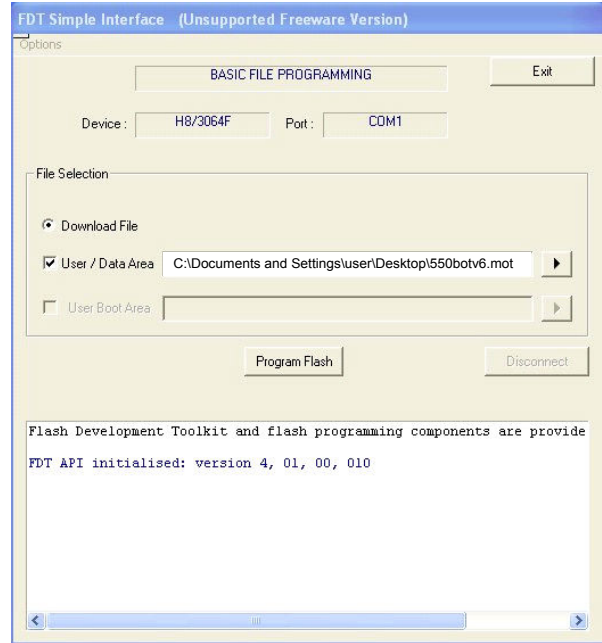 FDT Simple Interface (Unsupported Freeware Version)
Options
BASIC FILE PROGRAMMING
Exit
Device : H8/3064F Port : COM1
File Selection
Download File
User / Data Area C:\Documents and Settings\user\Desktop\550botv6.mot
User Boot Area
Program Flash Disconnect
Flash Development Toolkit and flash programming components are provide
FDT API initialised: version 4, 01, 00, 010